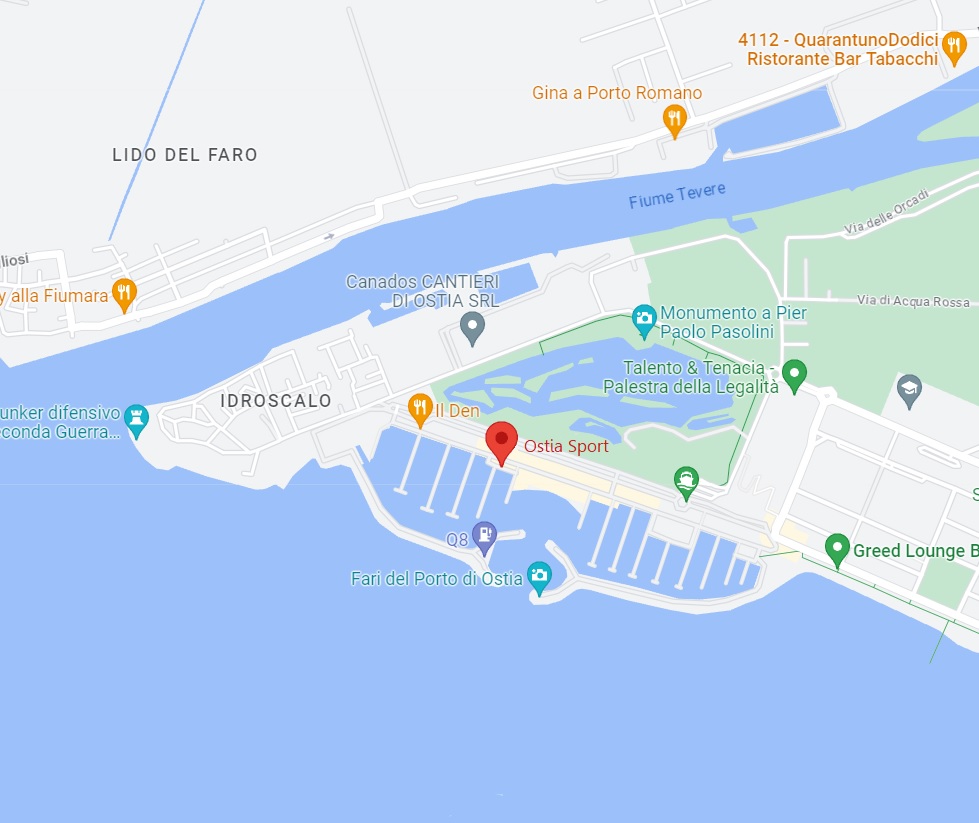 4112 - QuarantunoDodici
Ristorante Bar Tabacchi
Gina a Porto Romano
LIDO DEL FARO
Fiume Tevere
Via delle Orcadi
liosi
Canados CANTIERI
DI OSTIA SRL
y alla Fiumara
Via di Acqua Rossa
Monumento a Pier
Paolo Pasolini
Talento & Tenacia -
Palestra della Legalità
IDROSCALO
unker difensivo
econda Guerra...
Il Den
Ostia Sport
S
Q8
Greed Lounge B
Fari del Porto di Ostia